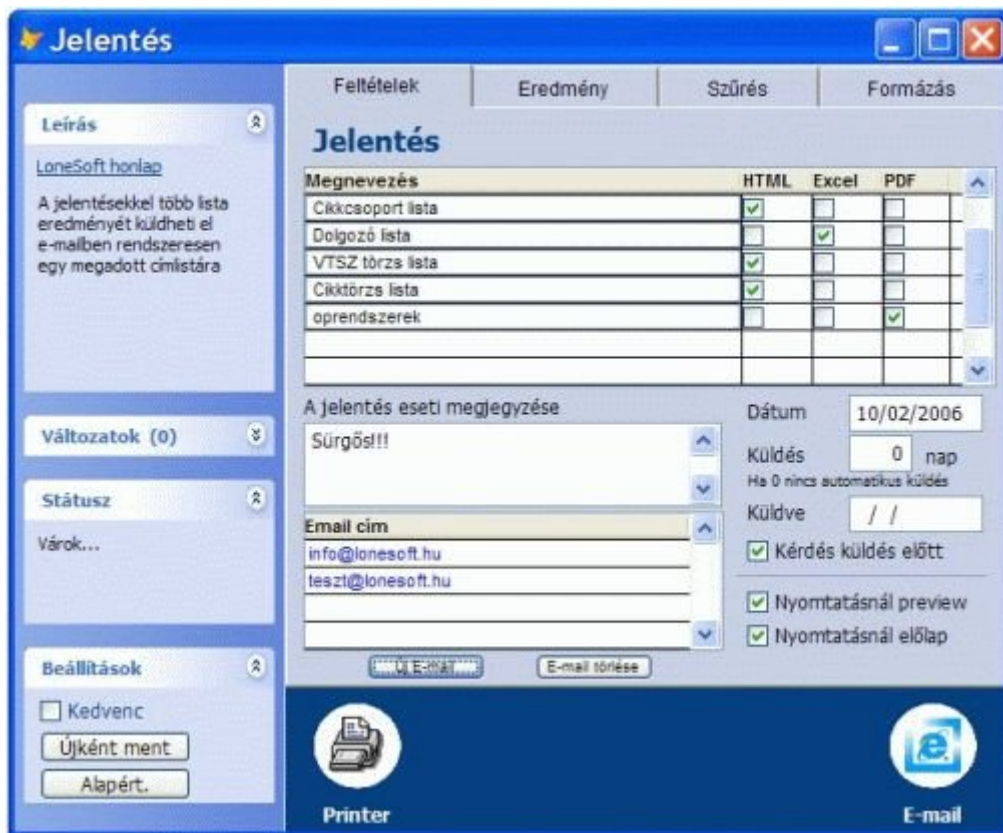 Jelentés
Feltételek Eredmény Szűrés Formázás
Leírás
LoneSoft honlap
A jelentésekkel több lista
eredményét küldheti el
e-mailben rendszeresen
egy megadott címlistára
Változatok (0)
Státusz
Várok...
Beállítások
Kedvenc
Újként ment
Alapért.
Jelentés
Megnevezés HTML Excel PDF
Cikkcsoport lista
Dolgozó lista
VTSZ törzs lista
Cikktörzs lista
oprendszerek
A jelentés eseti megjegyzése
Sürgős!!!
Email cím
info@lonesoft.hu
teszt@lonesoft.hu
Új E-mail E-mail törlése
Dátum 10/02/2006
Küldés 0 nap
Ha 0 nincs automatikus küldés
Küldve / /
Kérdés küldés előtt
Nyomtatásnál preview
Nyomtatásnál előlap
Printer E-mail